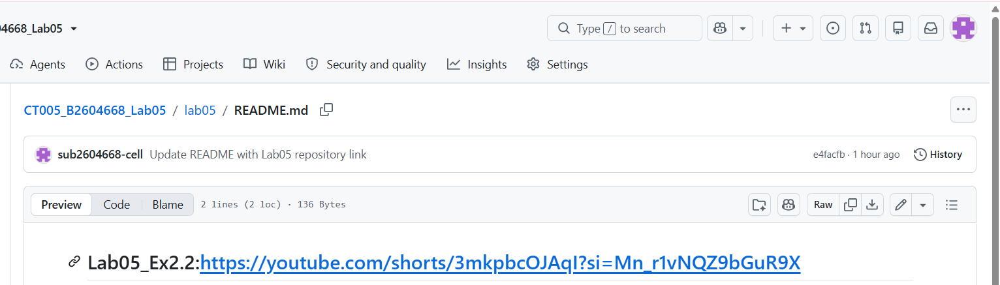 04668_Lab05
Type / to search
Agents Actions Projects Wiki Security and quality Insights Settings
CT005_B2604668_Lab05 / lab05 / README.md
sub2604668-cell Update README with Lab05 repository link e4facfb · 1 hour ago History
Preview Code Blame 2 lines (2 loc) · 136 Bytes Raw
Lab05_Ex2.2:https://youtube.com/shorts/3mkpbcOJAqI?si=Mn_r1vNQZ9bGuR9X